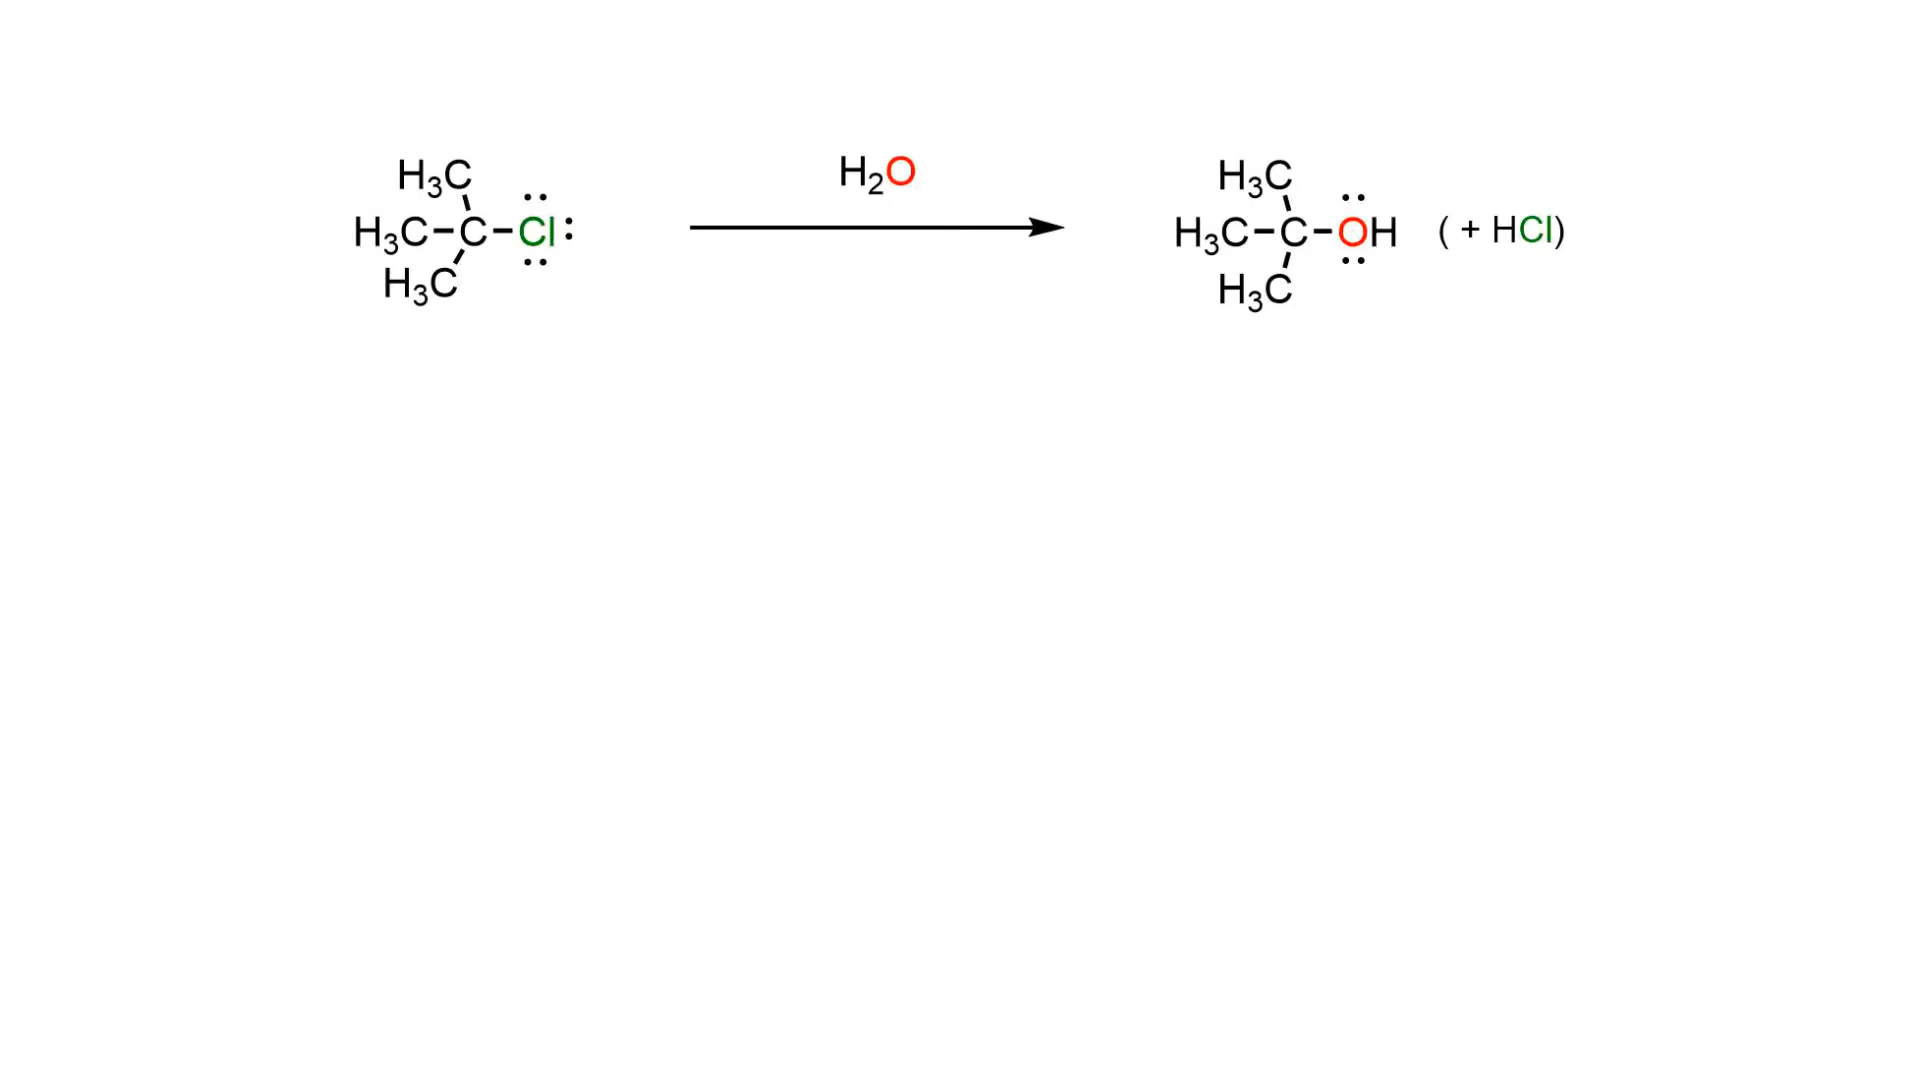 H₃C H₂O H₃C
H₃C–C–Cl H₃C–C–OH ( + HCl)
H₃C H₃C